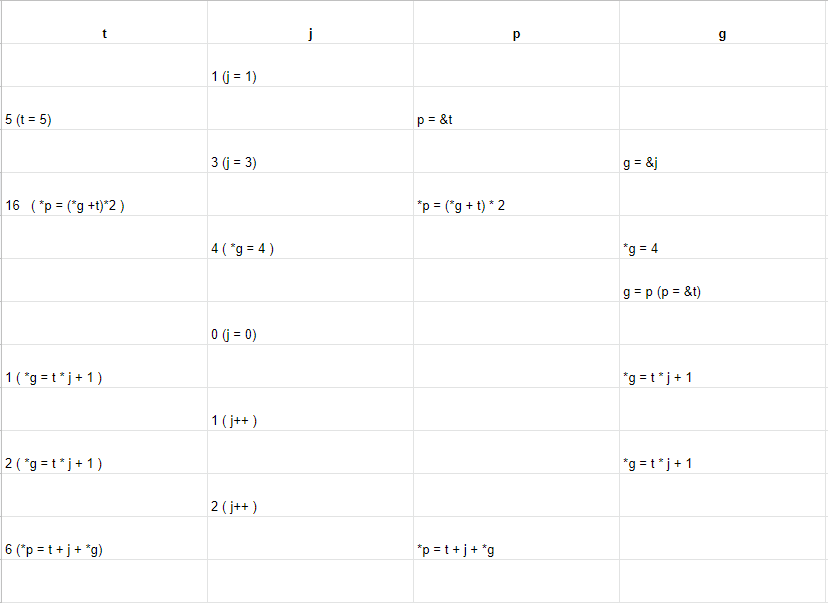 t j p g
1 (j = 1)
5 (t = 5) p = &t
3 (j = 3) g = &j
16 ( *p = (*g +t)*2 ) *p = (*g + t) * 2
4 ( *g = 4 ) *g = 4
g = p (p = &t)
0 (j = 0)
1 ( *g = t * j + 1 ) *g = t * j + 1
1 ( j++ )
2 ( *g = t * j + 1 ) *g = t * j + 1
2 ( j++ )
6 (*p = t + j + *g) *p = t + j + *g